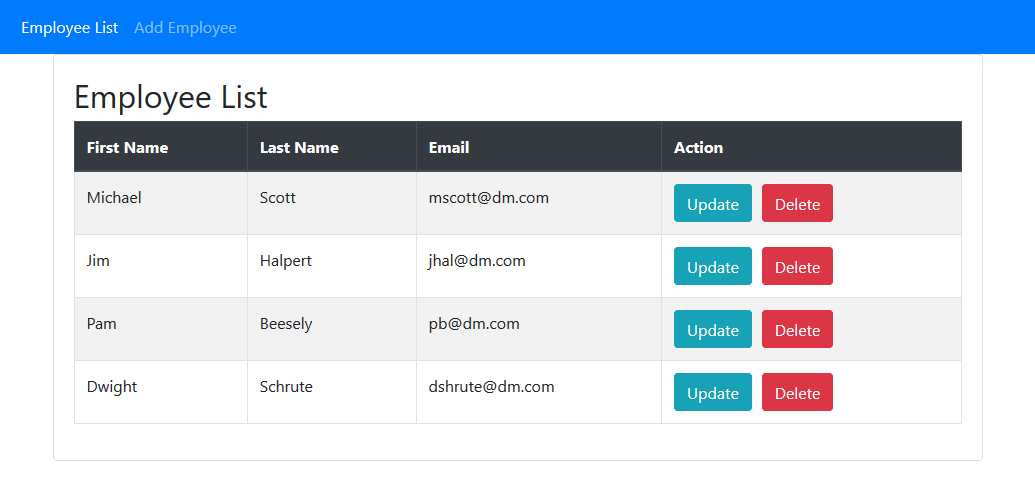 Employee List Add Employee
Employee List
First Name Last Name Email Action
Michael Scott mscott@dm.com Update Delete
Jim Halpert jhal@dm.com Update Delete
Pam Beesely pb@dm.com Update Delete
Dwight Schrute dshrute@dm.com Update Delete